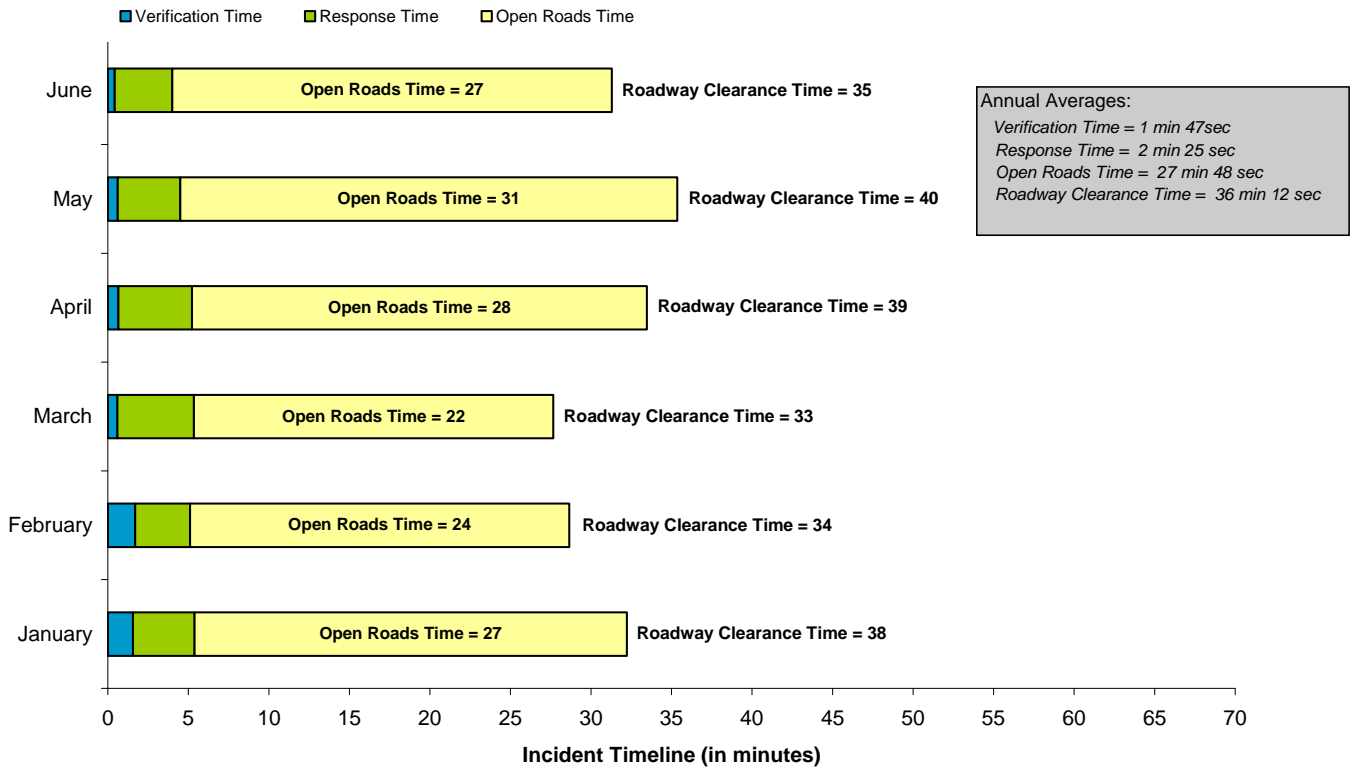 Verification Time Response Time Open Roads Time
June Open Roads Time = 27 Roadway Clearance Time = 35
Annual Averages:
Verification Time = 1 min 47sec
Response Time = 2 min 25 sec
Open Roads Time = 27 min 48 sec
Roadway Clearance Time = 36 min 12 sec
May Open Roads Time = 31 Roadway Clearance Time = 40
April Open Roads Time = 28 Roadway Clearance Time = 39
March Open Roads Time = 22 Roadway Clearance Time = 33
February Open Roads Time = 24 Roadway Clearance Time = 34
January Open Roads Time = 27 Roadway Clearance Time = 38
0 5 10 15 20 25 30 35 40 45 50 55 60 65 70
Incident Timeline (in minutes)